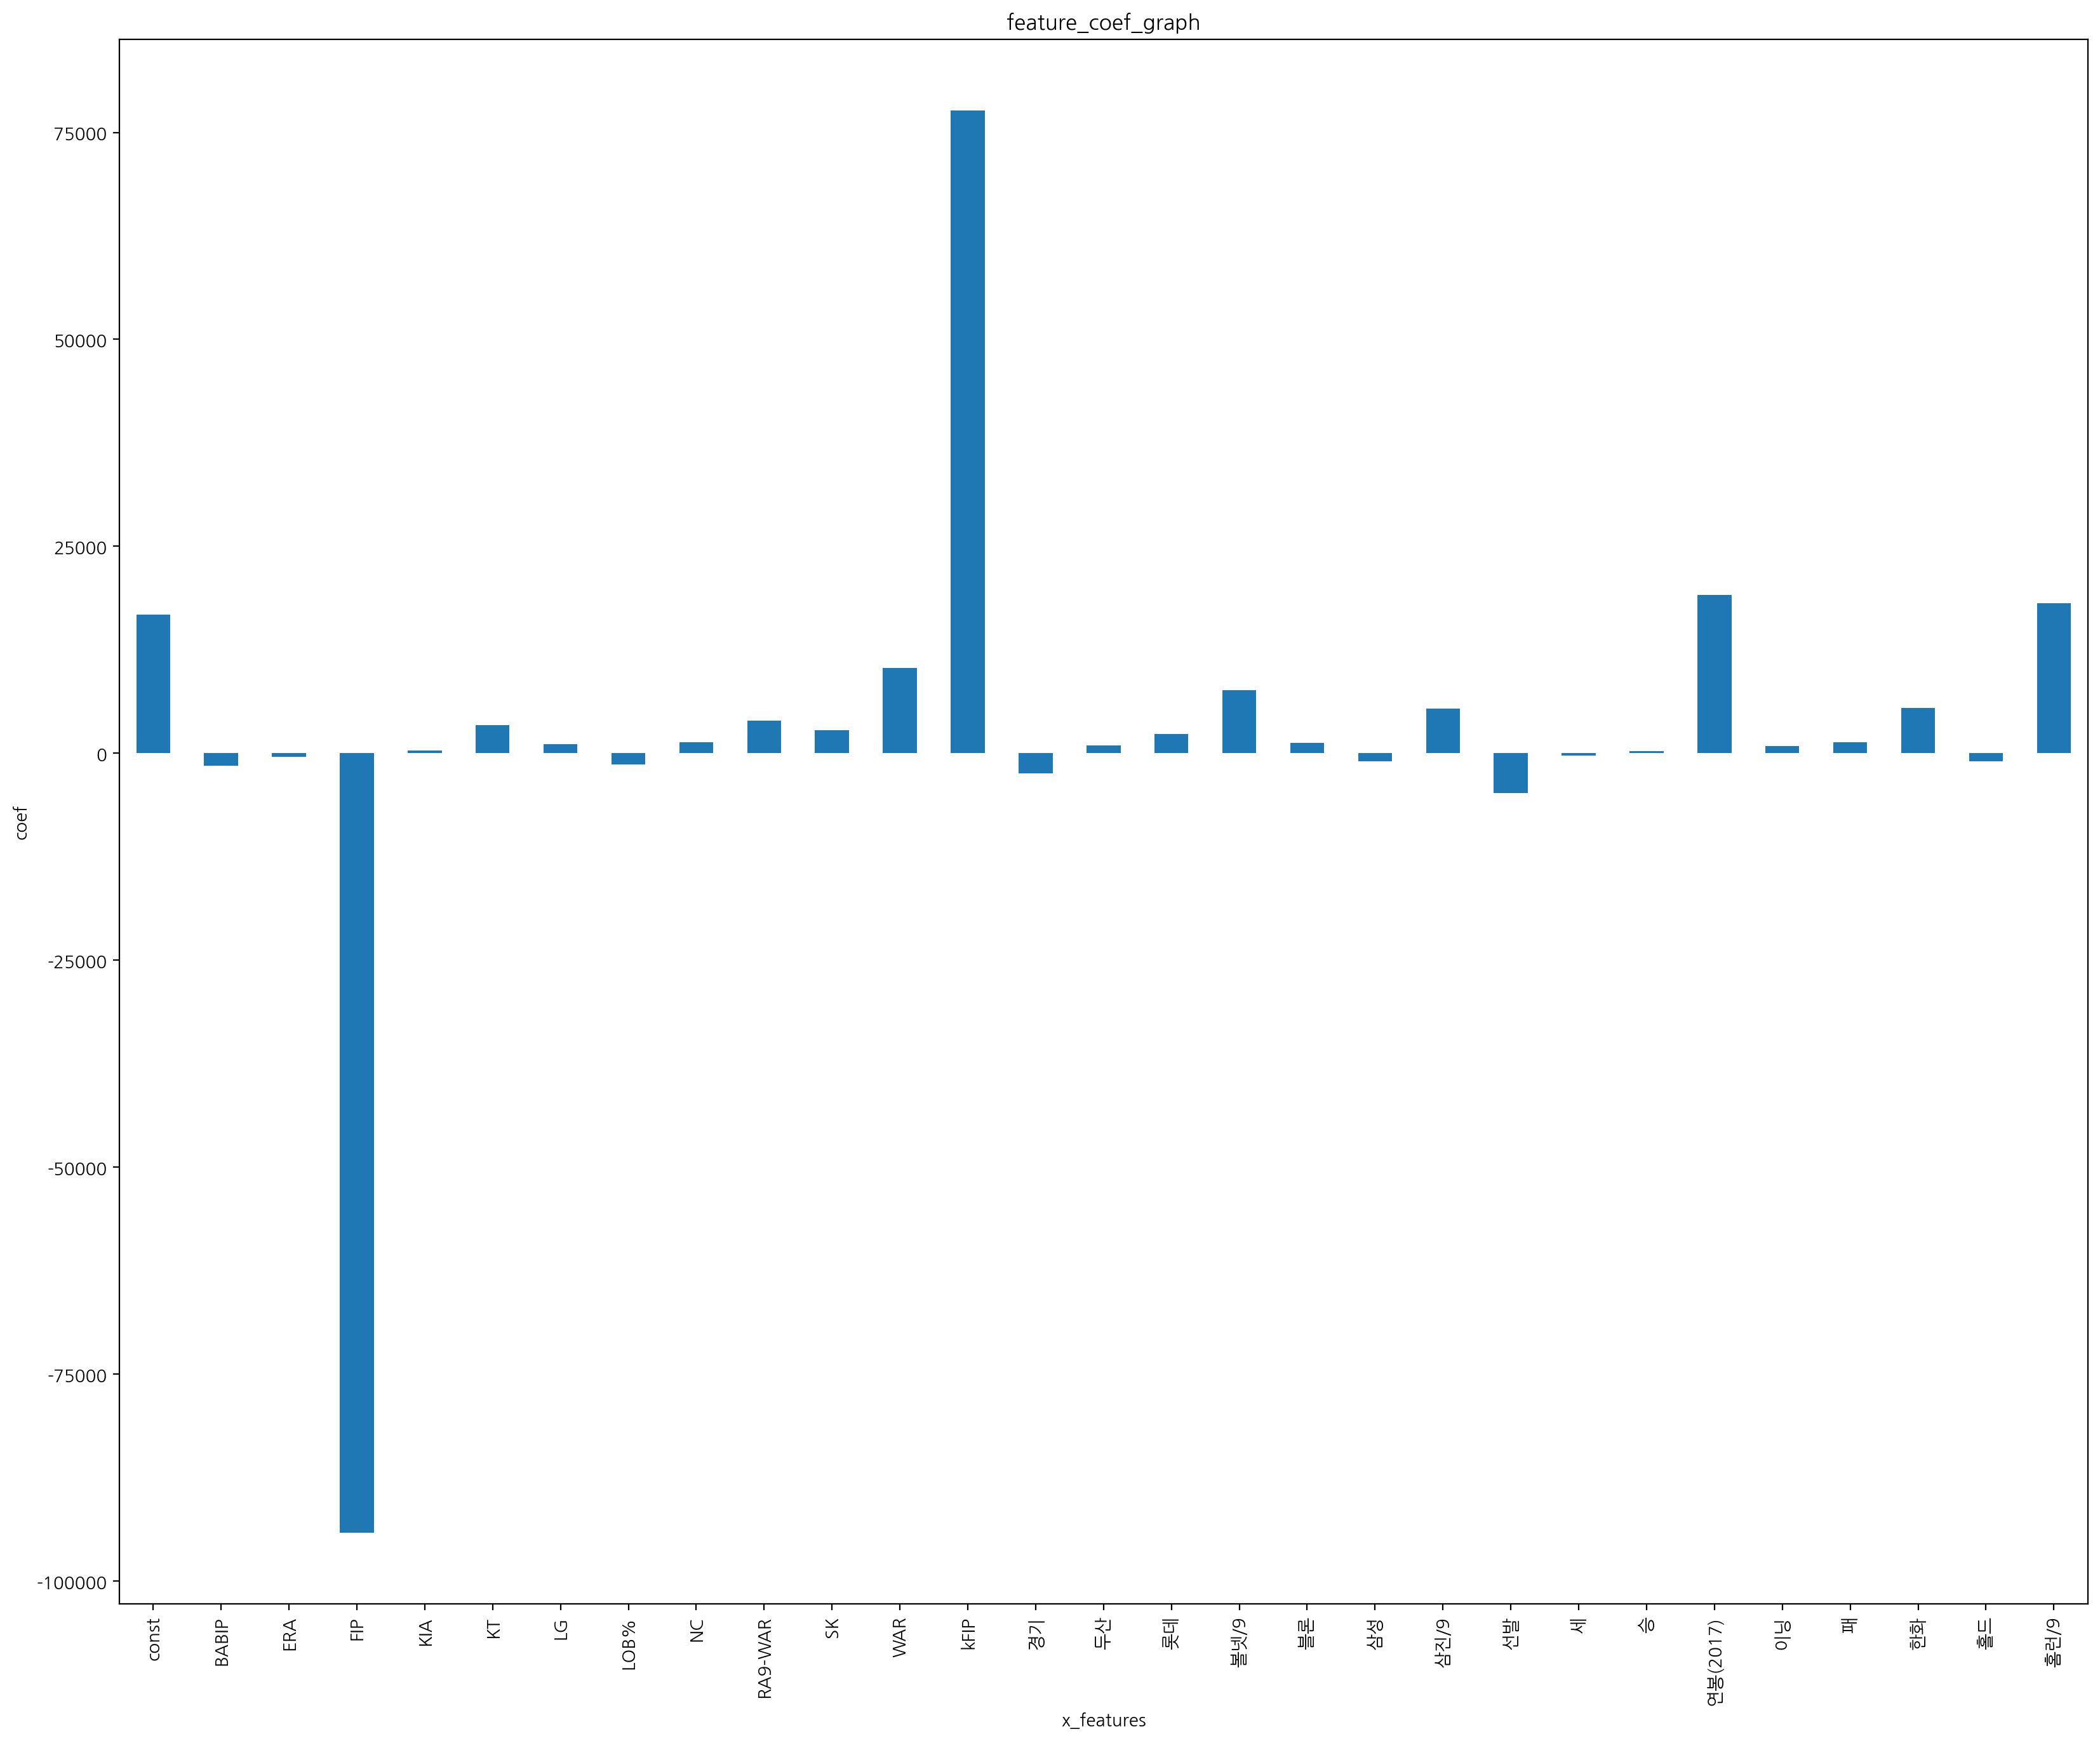 feature_coef_graph
75000
50000
25000
0
-25000
-50000
-75000
-100000
coef
const
BABIP
ERA
FIP
KIA
KT
LG
LOB%
NC
RA9-WAR
SK
WAR
kFIP
경기
두산
롯데
볼넷/9
블론
삼성
삼진/9
선발
세
승
연봉(2017)
이닝
패
한화
홀드
홈런/9
x_features